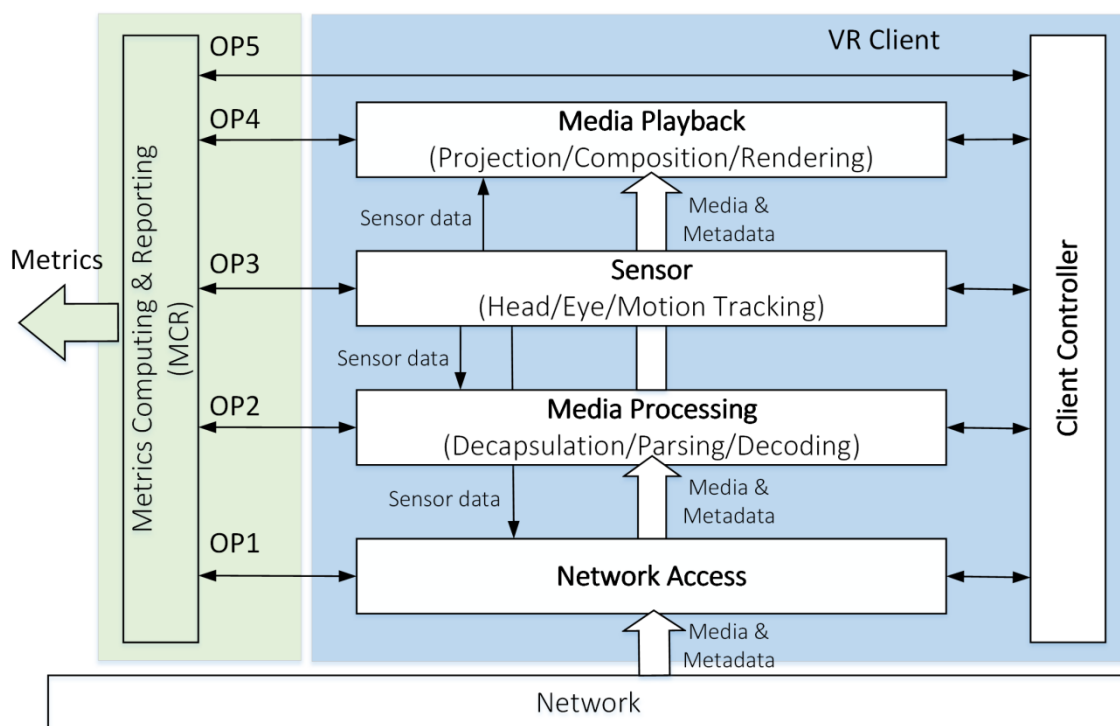 OP5
VR Client
OP4
Media Playback
(Projection/Composition/Rendering)
Sensor data
Media &
Metadata
Metrics
OP3
Sensor
(Head/Eye/Motion Tracking)
Sensor data
Metrics Computing & Reporting
(MCR)
Client Controller
OP2
Media Processing
(Decapsulation/Parsing/Decoding)
Sensor data
Media &
Metadata
OP1
Network Access
Media &
Metadata
Network